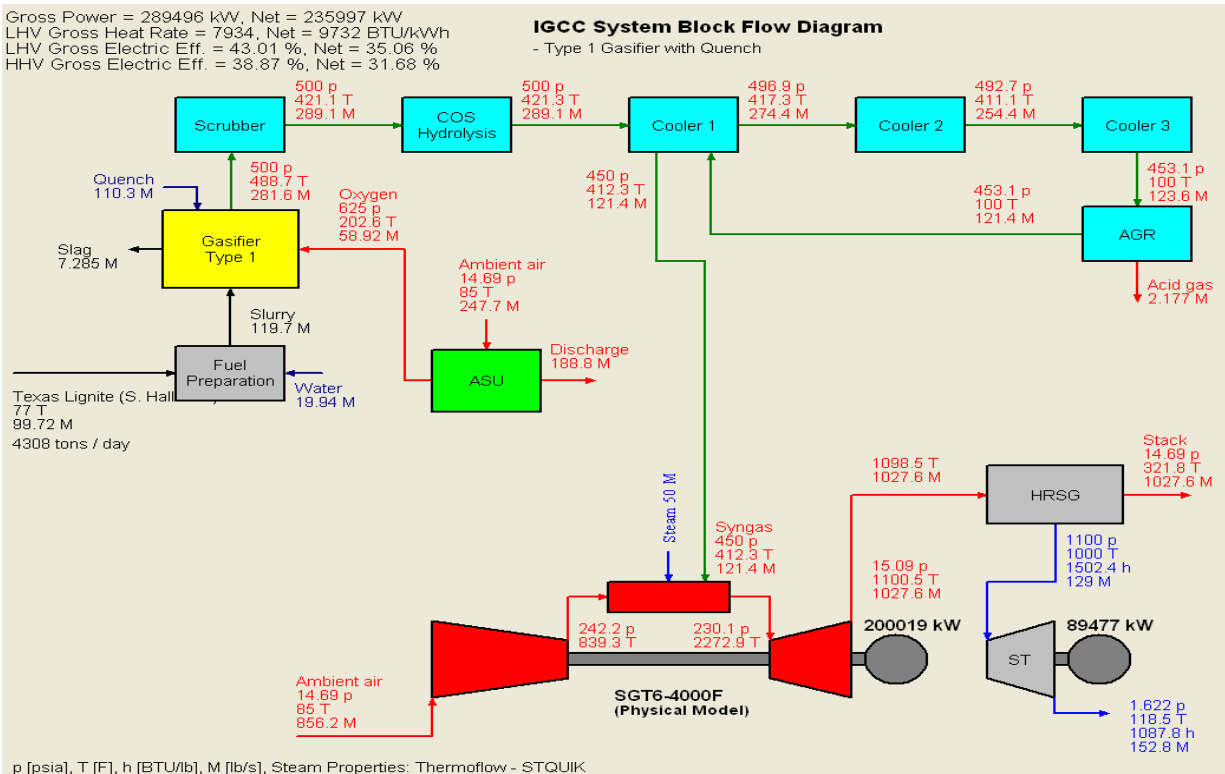 Gross Power = 289496 kW, Net = 235997 kW
LHV Gross Heat Rate = 7934, Net = 9732 BTU/kWh
LHV Gross Electric Eff. = 43.01 %, Net = 35.06 %
HHV Gross Electric Eff. = 38.87 %, Net = 31.68 %
IGCC System Block Flow Diagram
- Type 1 Gasifier with Quench
Scrubber
500 p
421.1 T
289.1 M
COS
Hydrolysis
500 p
421.3 T
289.1 M
Cooler 1
496.9 p
417.3 T
274.4 M
Cooler 2
492.7 p
411.1 T
254.4 M
Cooler 3
Quench
110.3 M
500 p
488.7 T
281.6 M
Oxygen
625 p
202.6 T
58.92 M
450 p
412.3 T
121.4 M
453.1 p
100 T
121.4 M
453.1 p
100 T
123.6 M
Gasifier
Type 1
AGR
Slag
7.285 M
Acid gas
2.177 M
Slurry
119.7 M
Ambient air
14.69 p
85 T
247.7 M
Fuel
Preparation
ASU
Discharge
188.8 M
Water
19.94 M
Texas Lignite (S. Hall
77 T
99.72 M
4308 tons / day
Steam 50 M
Syngas
450 p
412.3 T
121.4 M
1098.5 T
1027.6 M
HRSG
Stack
14.69 p
321.8 T
1027.6 M
1100 p
1000 T
1502.4 h
129 M
15.09 p
1100.5 T
1027.6 M
242.2 p
839.3 T
230.1 p
2272.9 T
200019 kW
ST
89477 kW
Ambient air
14.69 p
85 T
856.2 M
SGT6-4000F
(Physical Model)
1.622 p
118.5 T
1087.8 h
152.8 M
p [psia], T [F], h [BTU/lb], M [lb/s], Steam Properties: Thermoflow - STQUIK